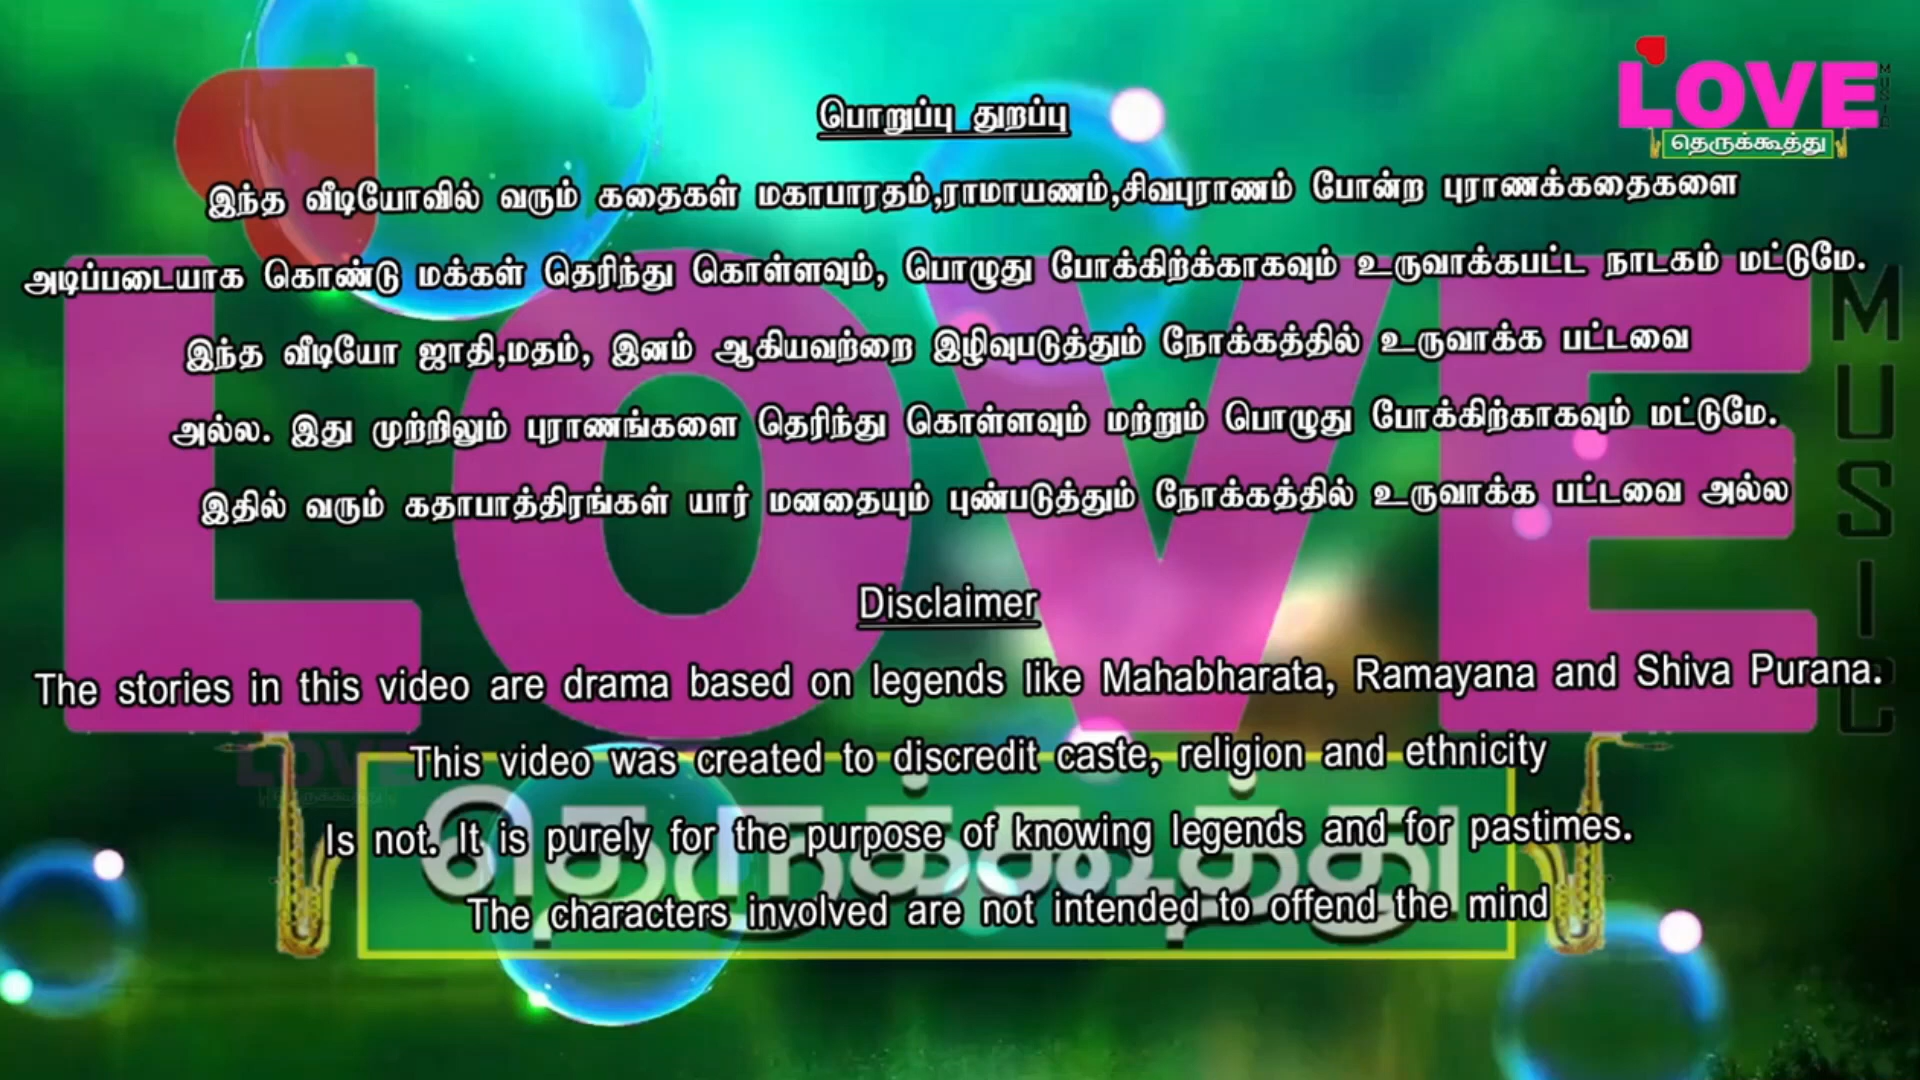 LOVE
MUSIC
தெருக்கூத்து
பொறுப்பு துறப்பு
இந்த வீடியோவில் வரும் கதைகள் மகாபாரதம்,ராமாயணம்,சிவபுராணம் போன்ற புராணக்கதைகளை
அடிப்படையாக கொண்டு மக்கள் தெரிந்து கொள்ளவும், பொழுது போக்கிற்க்காகவும் உருவாக்கபட்ட நாடகம் மட்டுமே.
இந்த வீடியோ ஜாதி,மதம், இனம் ஆகியவற்றை இழிவுபடுத்தும் நோக்கத்தில் உருவாக்க பட்டவை
அல்ல. இது முற்றிலும் புராணங்களை தெரிந்து கொள்ளவும் மற்றும் பொழுது போக்கிற்காகவும் மட்டுமே.
இதில் வரும் கதாபாத்திரங்கள் யார் மனதையும் புண்படுத்தும் நோக்கத்தில் உருவாக்க பட்டவை அல்ல
Disclaimer
The stories in this video are drama based on legends like Mahabharata, Ramayana and Shiva Purana.
This video was created to discredit caste, religion and ethnicity
Is not. It is purely for the purpose of knowing legends and for pastimes.
The characters involved are not intended to offend the mind
LOVE
MUSIC
தெருக்கூத்து
LOVE
தெருக்கூத்து